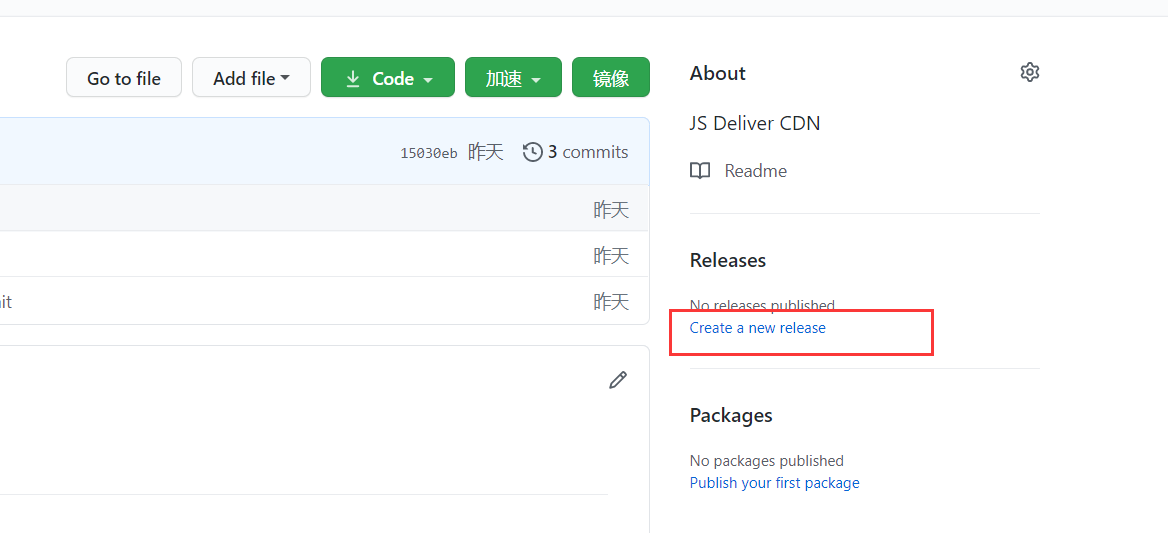 Go to file Add file Code 加速 镜像
15030eb 昨天 3 commits
昨天
昨天
it 昨天
About
JS Deliver CDN
Readme
Releases
No releases published
Create a new release
Packages
No packages published
Publish your first package